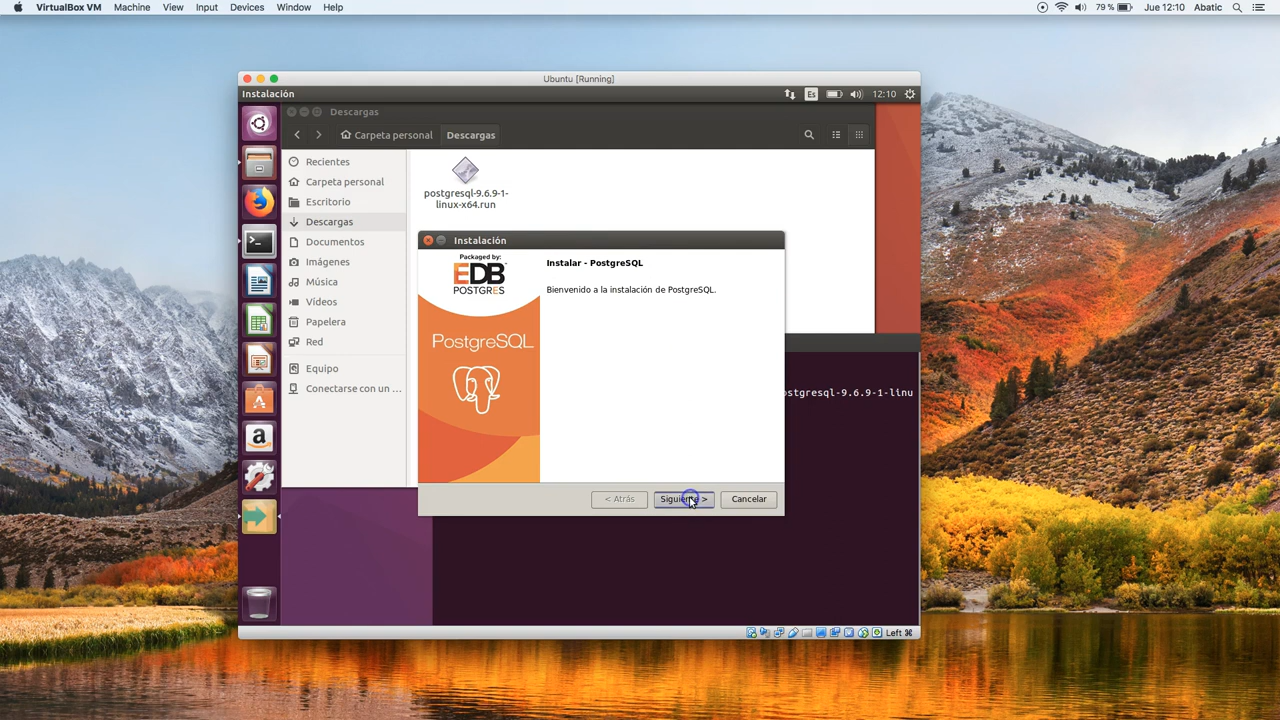 VirtualBox VM Machine View Input Devices Window Help 79 % Jue 12:10 Abatic
Ubuntu [Running]
Instalación Es 12:10
Descargas
Carpeta personal Descargas
Recientes
Carpeta personal
Escritorio
Descargas
Documentos
Imágenes
Música
Vídeos
Papelera
Red
Equipo
Conectarse con un ...
postgresql-9.6.9-1-
linux-x64.run
Instalación
Packaged by:
EDB
POSTGRES
PostgreSQL
Instalar - PostgreSQL
Bienvenido a la instalación de PostgreSQL.
ostgresql-9.6.9-1-linu
< Atrás Siguiente > Cancelar
Left ⌘